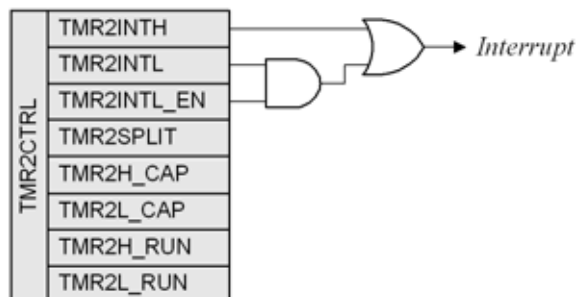 TMR2CTRL
TMR2INTH
TMR2INTL
TMR2INTL_EN
TMR2SPLIT
TMR2H_CAP
TMR2L_CAP
TMR2H_RUN
TMR2L_RUN
Interrupt